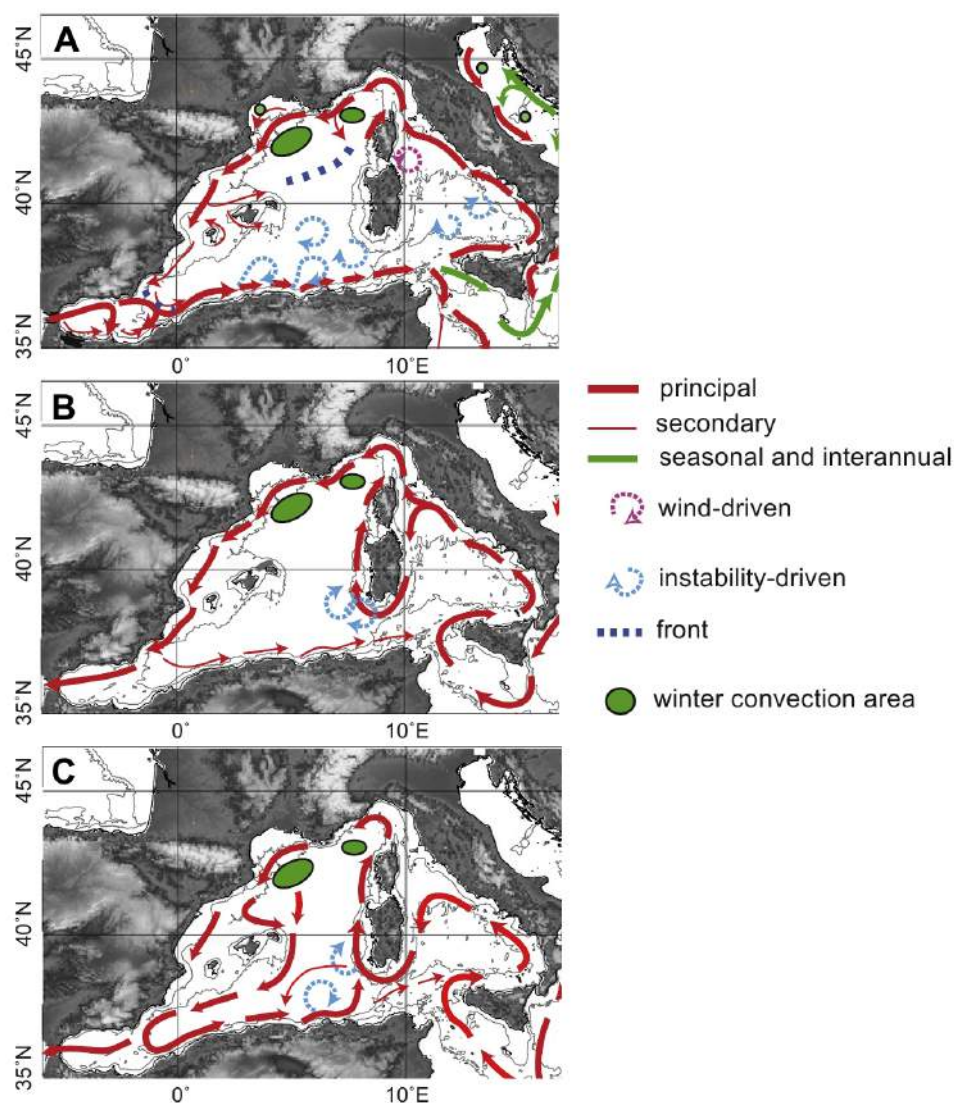 A
45°N
40°N
35°N
0°
10°E
B
45°N
40°N
35°N
0°
10°E
principal
secondary
seasonal and interannual
wind-driven
instability-driven
front
winter convection area
C
45°N
40°N
35°N
0°
10°E